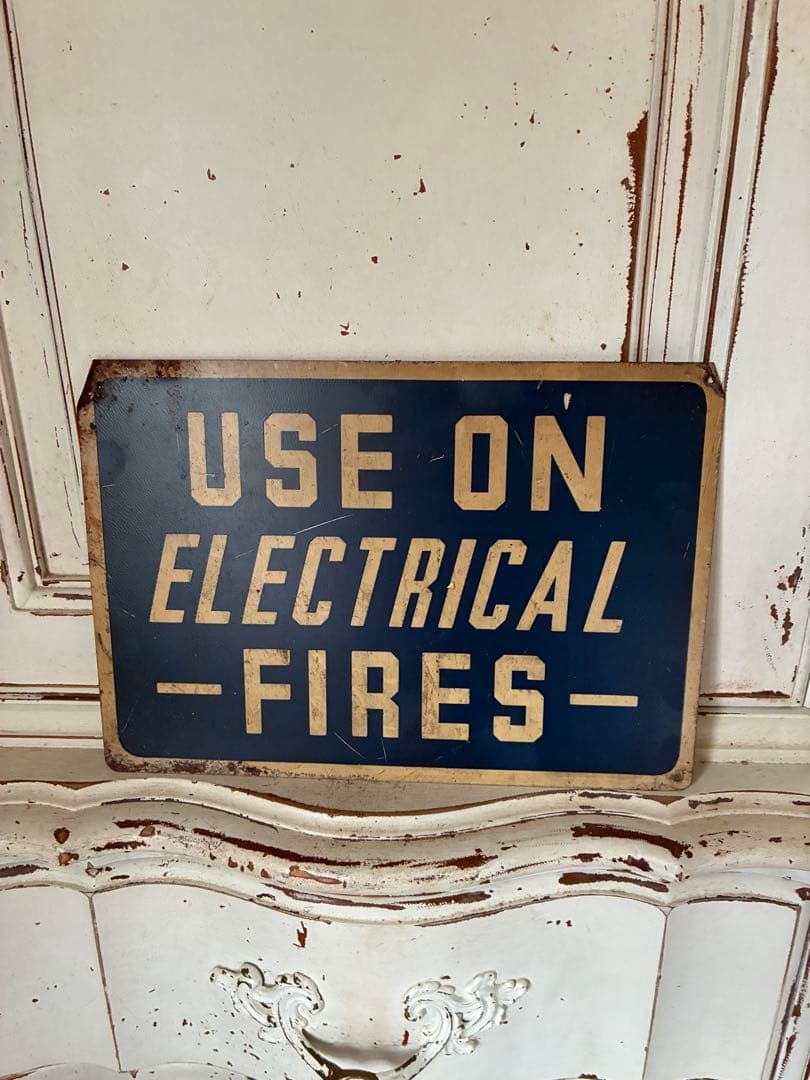 USE ON
ELECTRICAL
— FIRES —